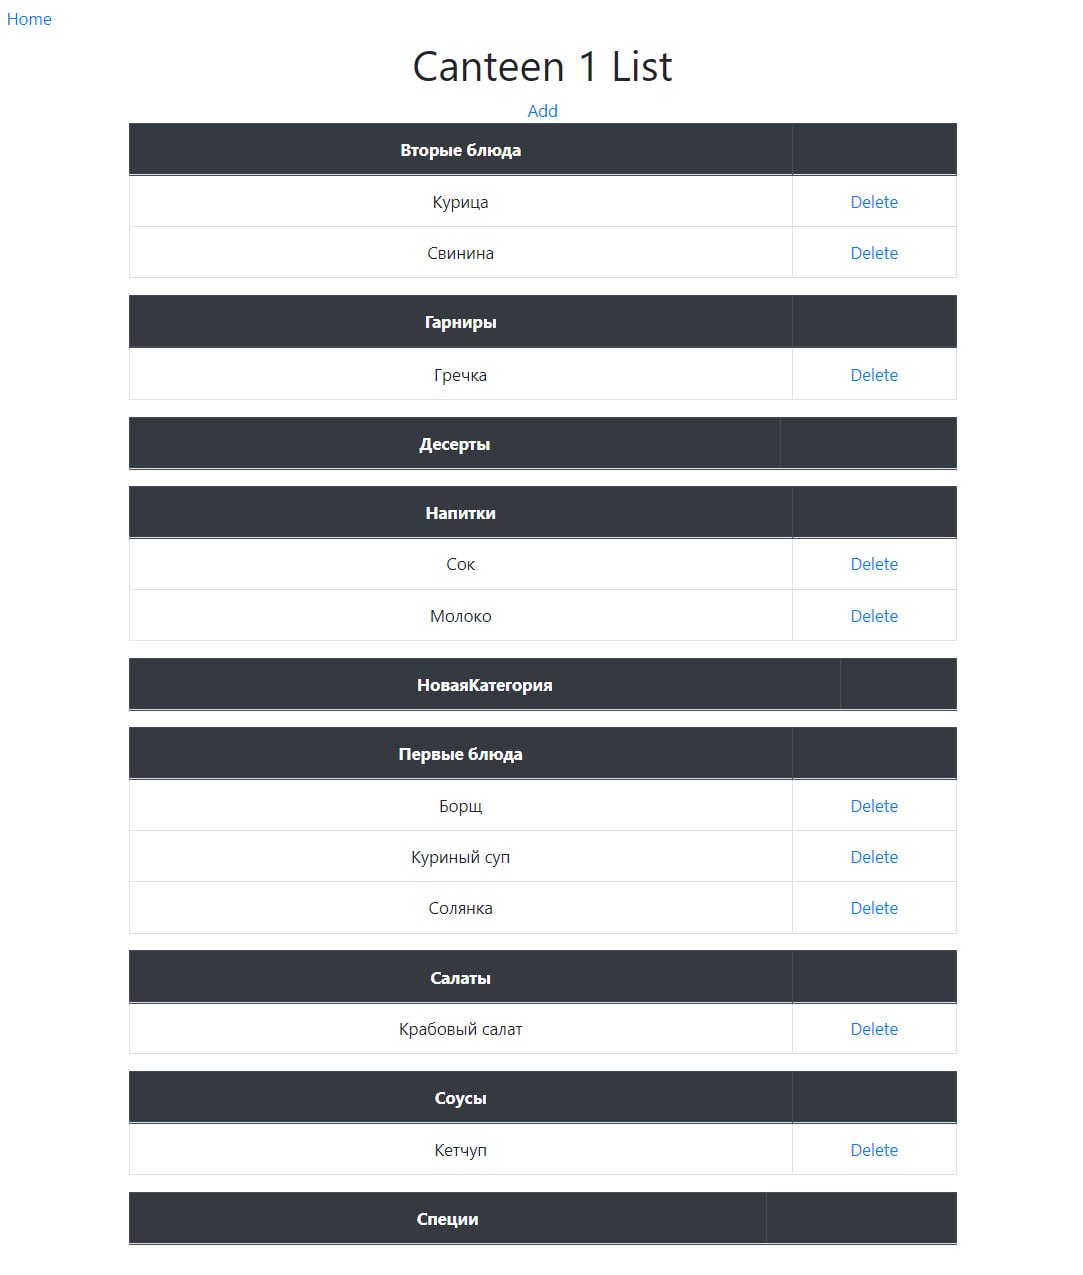 Home
Canteen 1 List
Add
Вторые блюда
Курица Delete
Свинина Delete
Гарниры
Гречка Delete
Десерты
Напитки
Сок Delete
Молоко Delete
НоваяКатегория
Первые блюда
Борщ Delete
Куриный суп Delete
Солянка Delete
Салаты
Крабовый салат Delete
Соусы
Кетчуп Delete
Специи